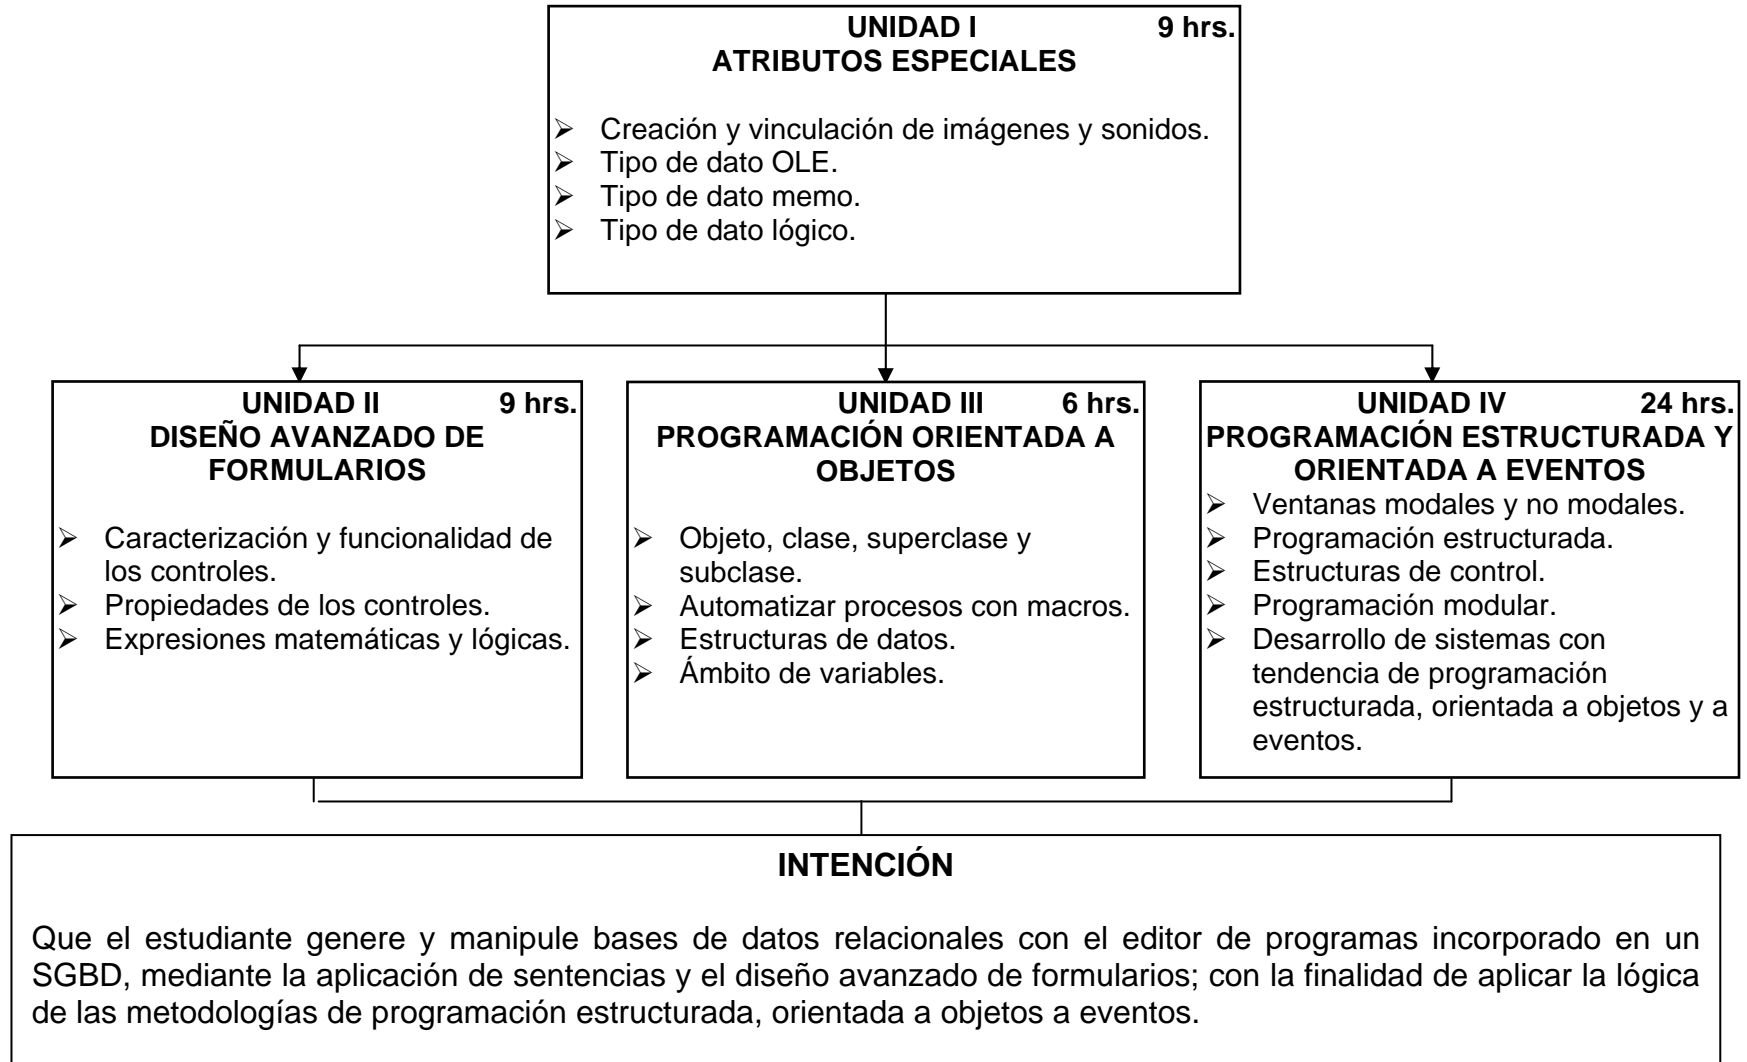 UNIDAD I 9 hrs.
ATRIBUTOS ESPECIALES
➢ Creación y vinculación de imágenes y sonidos.
➢ Tipo de dato OLE.
➢ Tipo de dato memo.
➢ Tipo de dato lógico.
UNIDAD II 9 hrs.
DISEÑO AVANZADO DE
FORMULARIOS
➢ Caracterización y funcionalidad de
los controles.
➢ Propiedades de los controles.
➢ Expresiones matemáticas y lógicas.
UNIDAD III 6 hrs.
PROGRAMACIÓN ORIENTADA A
OBJETOS
➢ Objeto, clase, superclase y
subclase.
➢ Automatizar procesos con macros.
➢ Estructuras de datos.
➢ Ámbito de variables.
UNIDAD IV 24 hrs.
PROGRAMACIÓN ESTRUCTURADA Y
ORIENTADA A EVENTOS
➢ Ventanas modales y no modales.
➢ Programación estructurada.
➢ Estructuras de control.
➢ Programación modular.
➢ Desarrollo de sistemas con
tendencia de programación
estructurada, orientada a objetos y a
eventos.
INTENCIÓN
Que el estudiante genere y manipule bases de datos relacionales con el editor de programas incorporado en un
SGBD, mediante la aplicación de sentencias y el diseño avanzado de formularios; con la finalidad de aplicar la lógica
de las metodologías de programación estructurada, orientada a objetos a eventos.